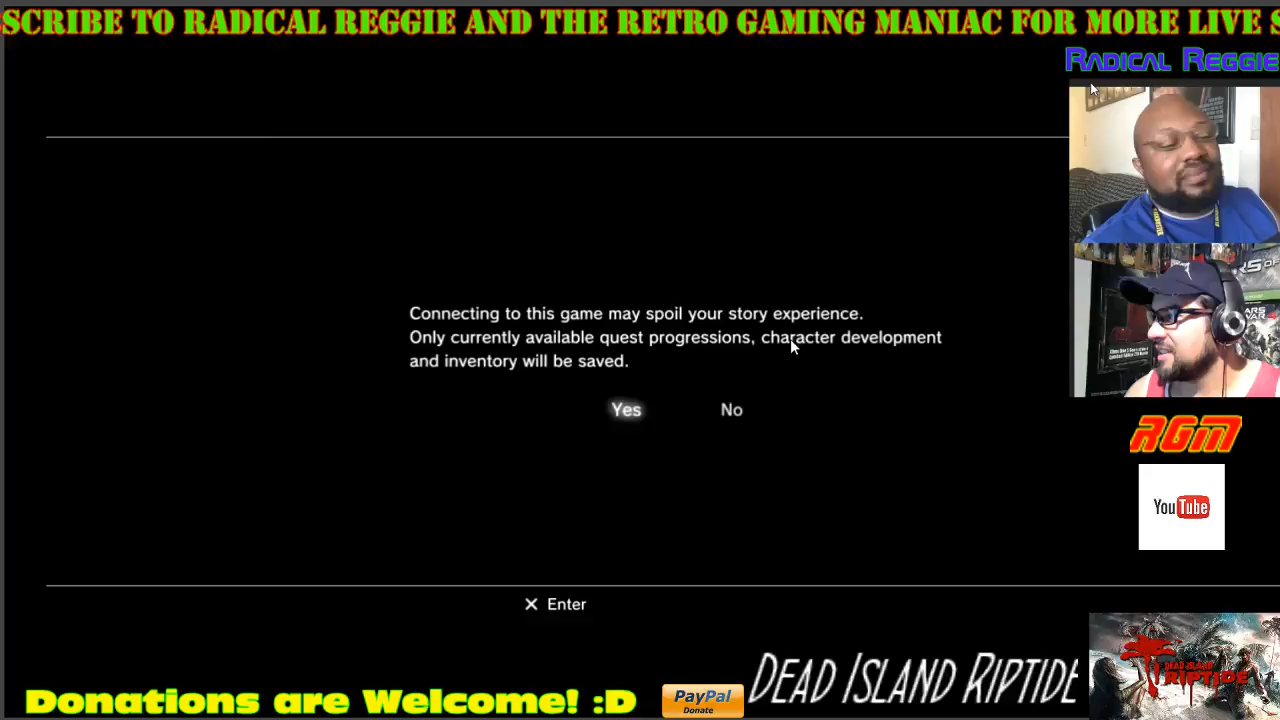 SCRIBE TO RADICAL REGGIE AND THE RETRO GAMING MANIAC FOR MORE LIVE S
RADICAL REGGIE
Connecting to this game may spoil your story experience.
Only currently available quest progressions, character development
and inventory will be saved.
Yes No
RGM
YouTube
X Enter
DEAD ISLAND RIPTIDE
DEAD ISLAND
RIPTIDE
Donations are Welcome! :D
PayPal
Donate